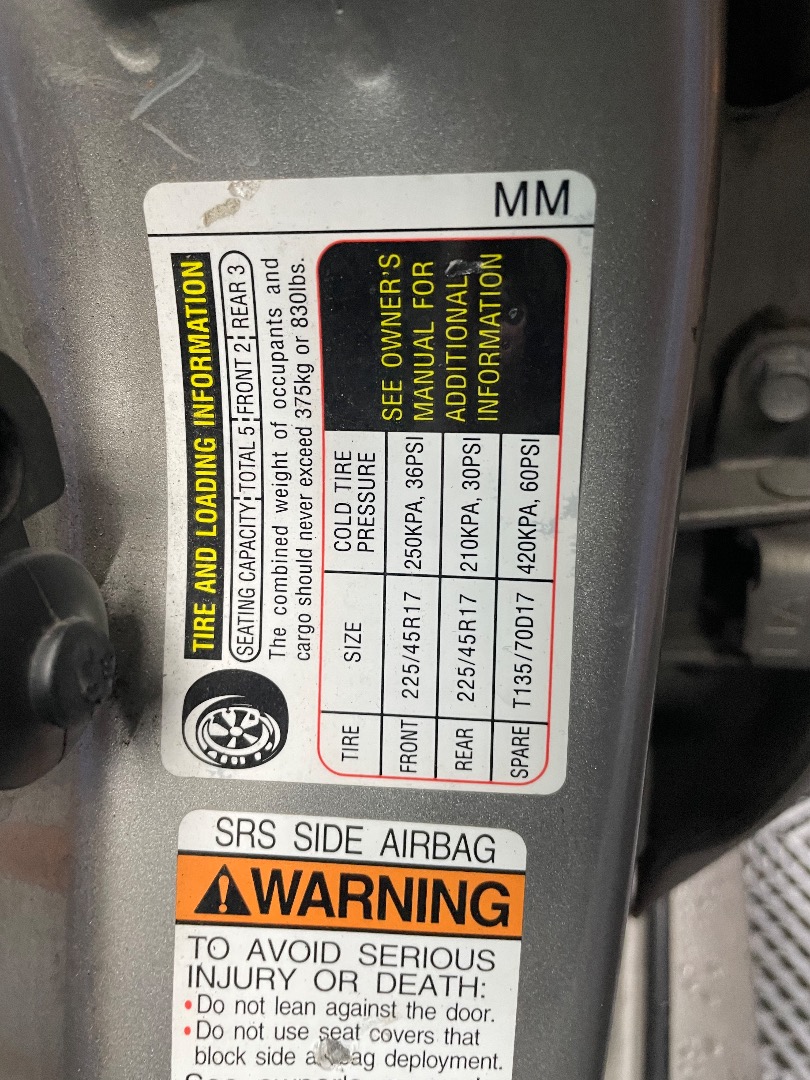 MM
TIRE AND LOADING INFORMATION
SEATING CAPACITY TOTAL 5 FRONT 2 REAR 3
The combined weight of occupants and
cargo should never exceed 375kg or 830lbs.
TIRE SIZE COLD TIRE PRESSURE
FRONT 225/45R17 250KPA, 36PSI
REAR 225/45R17 210KPA, 30PSI
SPARE T135/70D17 420KPA, 60PSI
SEE OWNER'S
MANUAL FOR
ADDITIONAL
INFORMATION
SRS SIDE AIRBAG
WARNING
TO AVOID SERIOUS
INJURY OR DEATH:
•Do not lean against the door.
•Do not use seat covers that
block side airbag deployment.